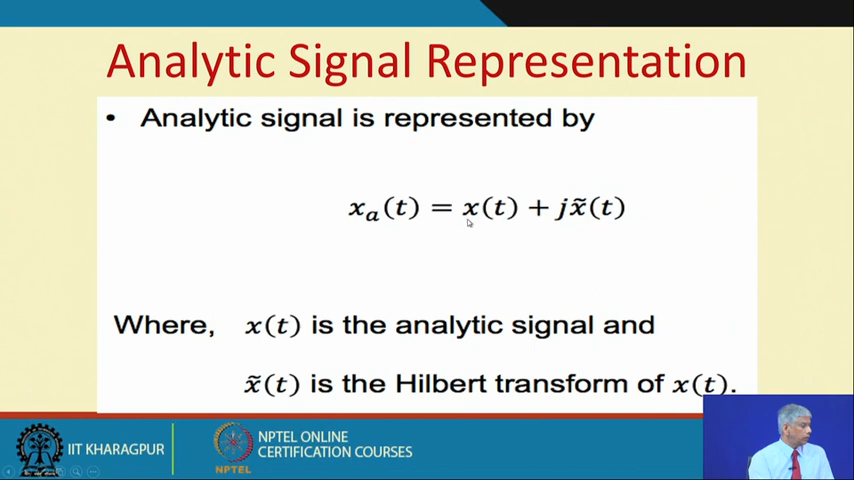 Analytic Signal Representation
• Analytic signal is represented by
xₐ(t) = x(t) + jx̃(t)
Where, x(t) is the analytic signal and
x̃(t) is the Hilbert transform of x(t).
IIT KHARAGPUR
NPTEL
NPTEL ONLINE
CERTIFICATION COURSES